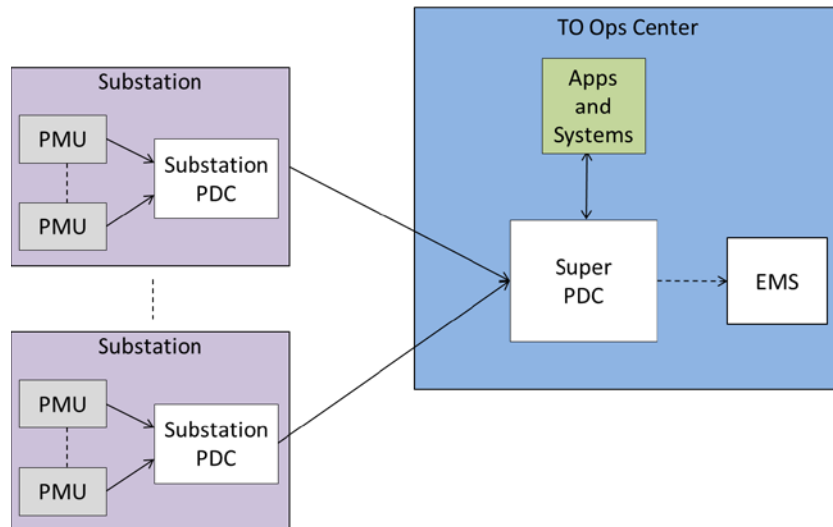 Substation
PMU
PMU
Substation
PDC
Substation
PMU
PMU
Substation
PDC
TO Ops Center
Apps
and
Systems
Super
PDC
EMS